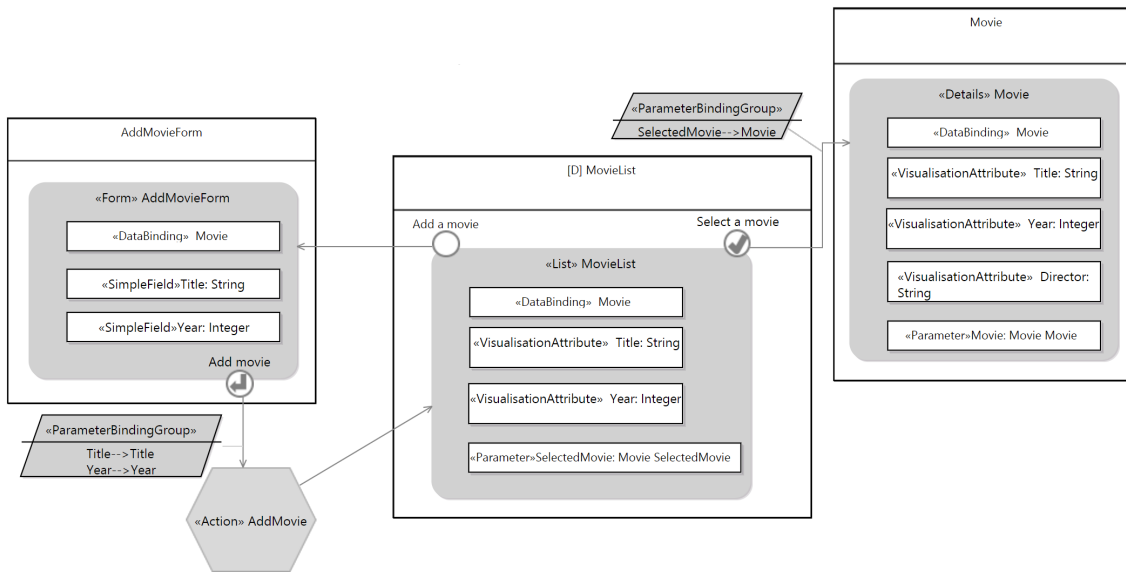 AddMovieForm
«Form» AddMovieForm
«DataBinding» Movie
«SimpleField»Title: String
«SimpleField»Year: Integer
Add movie
«ParameterBindingGroup»
Title-->Title
Year-->Year
«Action» AddMovie
[D] MovieList
Add a movie
Select a movie
«List» MovieList
«DataBinding» Movie
«VisualisationAttribute» Title: String
«VisualisationAttribute» Year: Integer
«Parameter»SelectedMovie: Movie SelectedMovie
«ParameterBindingGroup»
SelectedMovie-->Movie
Movie
«Details» Movie
«DataBinding» Movie
«VisualisationAttribute» Title: String
«VisualisationAttribute» Year: Integer
«VisualisationAttribute» Director:
String
«Parameter»Movie: Movie Movie